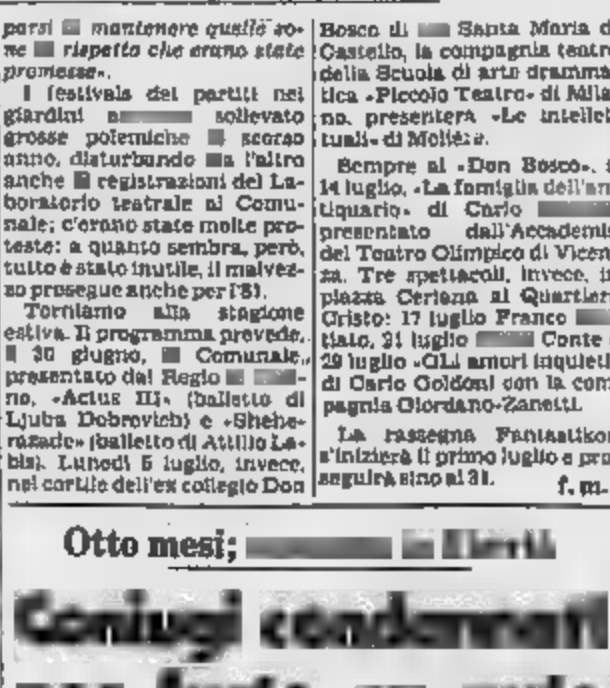 parsi mantenere quelle zo-
ne rispetto che erano state
promesse».
I festivals dei partiti nei
giardini sollevato
grosse polemiche scorso
anno, disturbando l'altro
anche registrazioni del La-
boratorio teatrale al Comu-
nale; c'erano state molte pro-
teste: a quanto sembra, però,
tutto è stato inutile, il malvez-
zo prosegue anche per l'81.
Torniamo alla stagione
estiva. Il programma prevede,
30 giugno, Comunale,
presentato dal Regio
no, «Actus III» (balletto di
Ljuba Dobrovich) e «Shehe-
razade» (balletto di Attilio La-
bis). Lunedì 6 luglio, invece,
nel cortile dell'ex collegio Don
Bosco di Santa Maria d
Castello, la compagnia teatr
della Scuola di arte dramma
tica «Piccolo Teatro» di Mila
no, presenterà «Le intellet
tuali» di Molière.
Sempre al «Don Bosco»,
14 luglio, «La famiglia dell'an
tiquario» di Carlo
presentato dall'Accademia
del Teatro Olimpico di Vicen
za. Tre spettacoli, invece, in
piazza Ceriana al Quartier
Cristo: 17 luglio Franco
tiato, 21 luglio Conte
29 luglio «Gli amori inquieti
di Carlo Goldoni con la com
pagnia Giordano-Zanetti.
La rassegna Fantastikor
s'inizierà il primo luglio e pro
seguirà sino al 31.
f. m.
Otto mesi;
Coniugi condannati